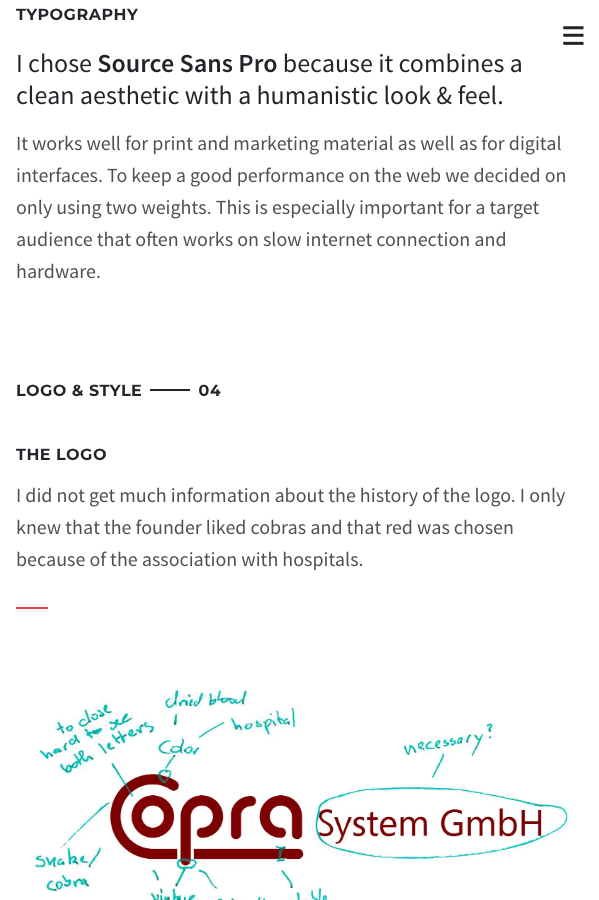 TYPOGRAPHY
I chose Source Sans Pro because it combines a
clean aesthetic with a humanistic look & feel.
It works well for print and marketing material as well as for digital
interfaces. To keep a good performance on the web we decided on
only using two weights. This is especially important for a target
audience that often works on slow internet connection and
hardware.
LOGO & STYLE — 04
THE LOGO
I did not get much information about the history of the logo. I only
knew that the founder liked cobras and that red was chosen
because of the association with hospitals.
dried blood
to close
hard to see
both letters
hospital
Color
necessary?
Copra System GmbH
snake/
cobra